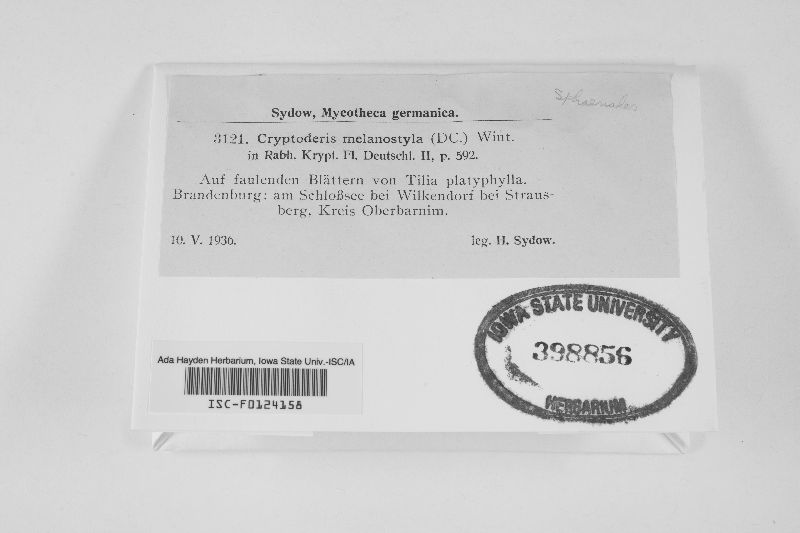 Sphaeriales
Sydow, Mycotheca germanica.
3121. Cryptoderis melanostyla (DC.) Wint.
in Rabh. Krypt. Fl. Deutschl. II, p. 592.
Auf faulenden Blättern von Tilia platyphylla.
Brandenburg: am Schloßsee bei Wilkendorf bei Straus-
berg, Kreis Oberbarnim.
10. V. 1936. leg. H. Sydow.
IOWA STATE UNIVERSITY
398856
HERBARIUM
Ada Hayden Herbarium, Iowa State Univ.-ISC/IA
ISC-F0124158